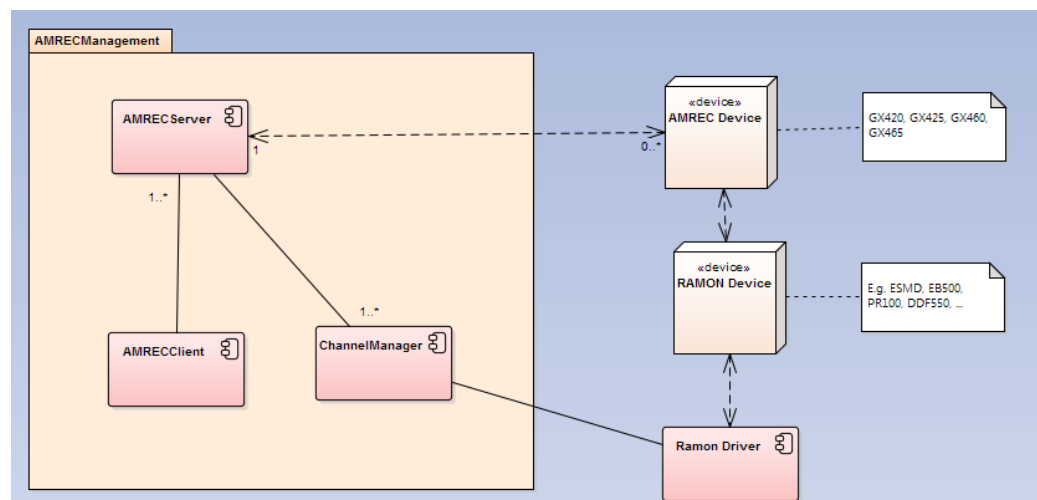 AMRECManagement
AMRECServer
1
1..*
«device»
AMREC Device
0..*
GX420, GX425, GX460,
GX465
«device»
RAMON Device
E.g. ESMD, EB500,
PR100, DDF550, ...
1..*
AMRECClient
ChannelManager
Ramon Driver